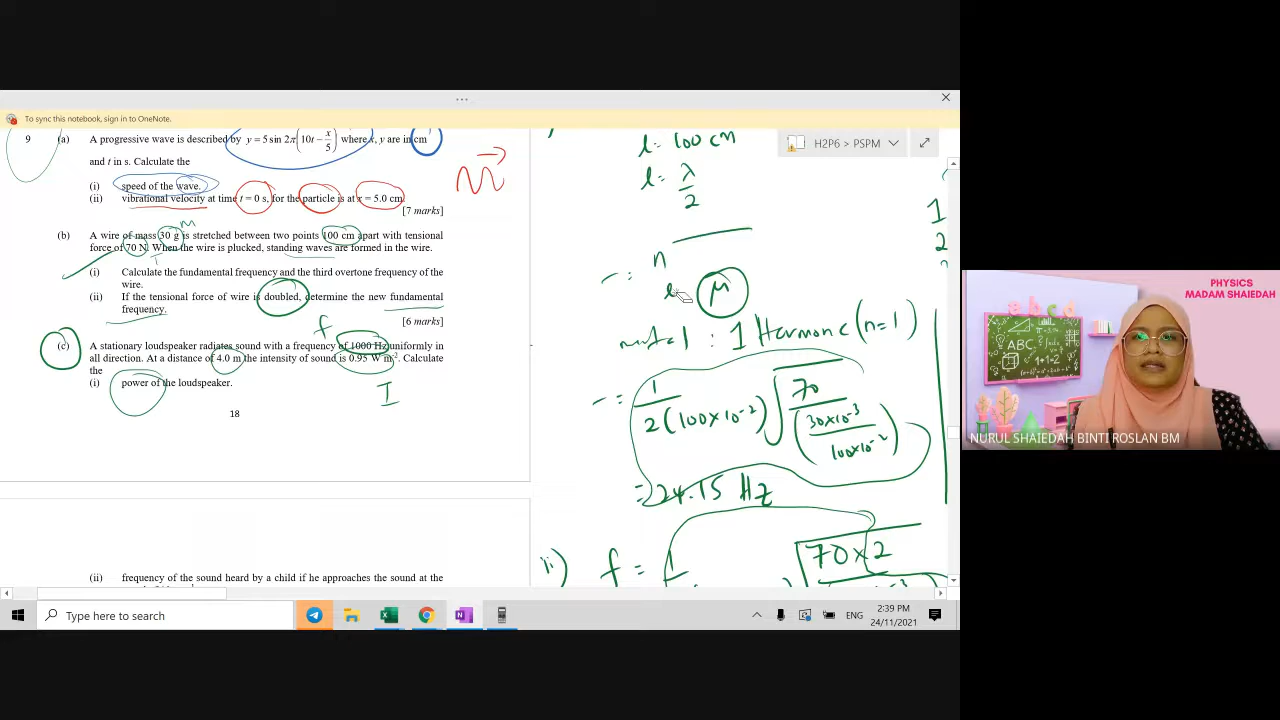 To sync this notebook, sign in to OneNote.
9 (a) A progressive wave is described by y = 5 sin 2π(10t − x/5) where x, y are in cm
and t in s. Calculate the
(i) speed of the wave.
(ii) vibrational velocity at time t = 0 s, for the particle is at x = 5.0 cm.
[7 marks]
m
(b) A wire of mass 30 g is stretched between two points 100 cm apart with tensional
force of 70 N. When the wire is plucked, standing waves are formed in the wire.
T
(i) Calculate the fundamental frequency and the third overtone frequency of the
wire.
(ii) If the tensional force of wire is doubled, determine the new fundamental
frequency.
[6 marks]
f
(c) A stationary loudspeaker radiates sound with a frequency of 1000 Hz uniformly in
all direction. At a distance of 4.0 m the intensity of sound is 0.95 W m-2. Calculate
the
(i) power of the loudspeaker.
I
18
(ii) frequency of the sound heard by a child if he approaches the sound at the
H2P6 > PSPM
l = 100 cm
l = λ/2
n
μ
: 1 Harmonc (n=1)
1/2(100×10-2) √70/(30×10-3/100×10-2)
= 24.15 Hz
ii) f = 1 √70×2
1
2
PHYSICS
MADAM SHAIEDAH
a b c d
ABC
NURUL SHAIEDAH BINTI ROSLAN BM
Type here to search
ENG
2:39 PM
24/11/2021